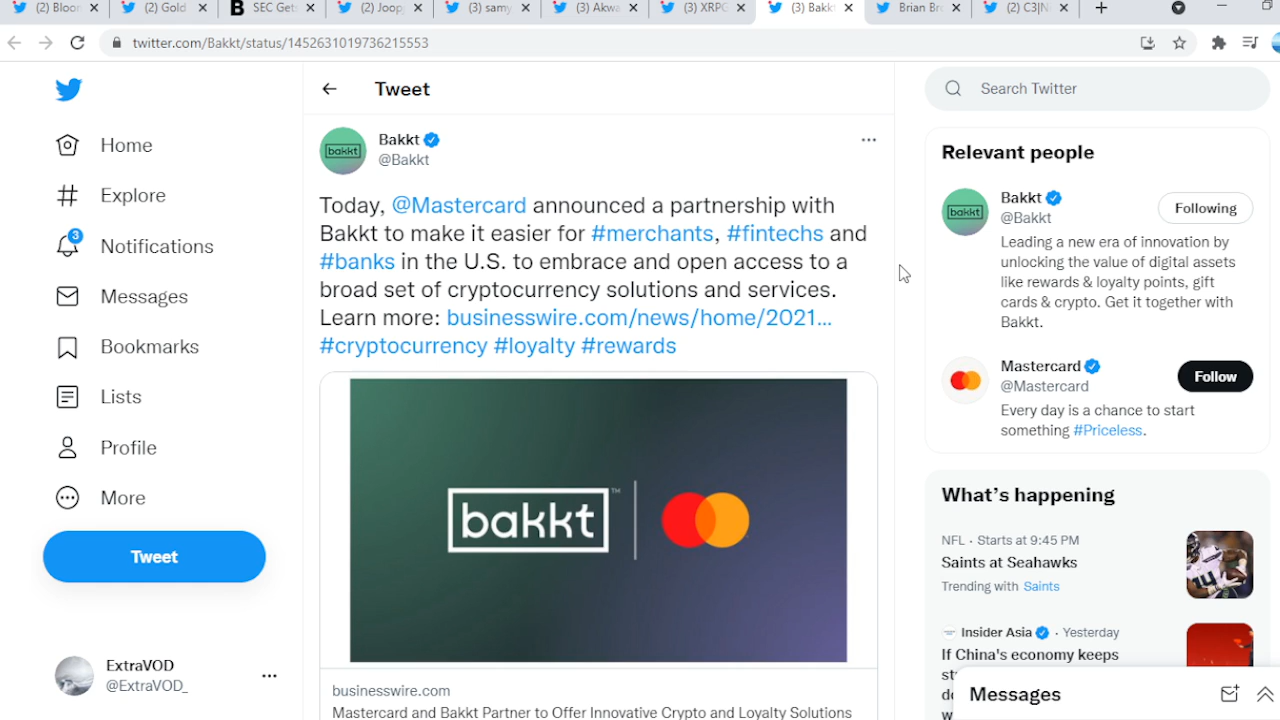 (2) Bloor
(2) Gold
SEC Gets
(2) Joop
(3) samy
(3) Akwa
(3) XRPC
(3) Bakk
Brian Br
(2) C3|N
twitter.com/Bakkt/status/1452631019736215553
Home
Explore
3
Notifications
Messages
Bookmarks
Lists
Profile
More
Tweet
ExtraVOD
@ExtraVOD_
Tweet
bakkt
Bakkt
@Bakkt
Today, @Mastercard announced a partnership with
Bakkt to make it easier for #merchants, #fintechs and
#banks in the U.S. to embrace and open access to a
broad set of cryptocurrency solutions and services.
Learn more: businesswire.com/news/home/2021...
#cryptocurrency #loyalty #rewards
bakkt™
businesswire.com
Mastercard and Bakkt Partner to Offer Innovative Crypto and Loyalty Solutions
Search Twitter
Relevant people
bakkt
Bakkt
Following
@Bakkt
Leading a new era of innovation by
unlocking the value of digital assets
like rewards & loyalty points, gift
cards & crypto. Get it together with
Bakkt.
Mastercard
@Mastercard
Follow
Every day is a chance to start
something #Priceless.
What's happening
NFL · Starts at 9:45 PM
Saints at Seahawks
Trending with Saints
Insider Asia · Yesterday
If China's economy keeps
Messages